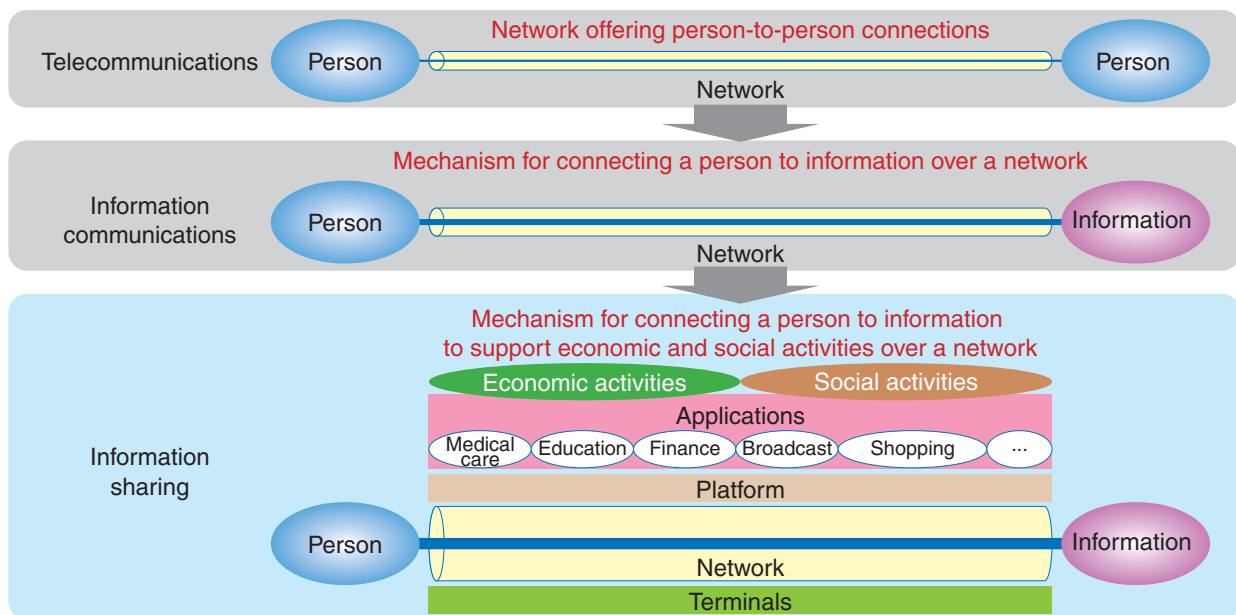 Network offering person-to-person connections
Telecommunications
Person
Person
Network
Mechanism for connecting a person to information over a network
Information
communications
Person
Information
Network
Mechanism for connecting a person to information
to support economic and social activities over a network
Economic activities
Social activities
Applications
Medical
care
Education
Finance
Broadcast
Shopping
...
Information
sharing
Platform
Person
Information
Network
Terminals